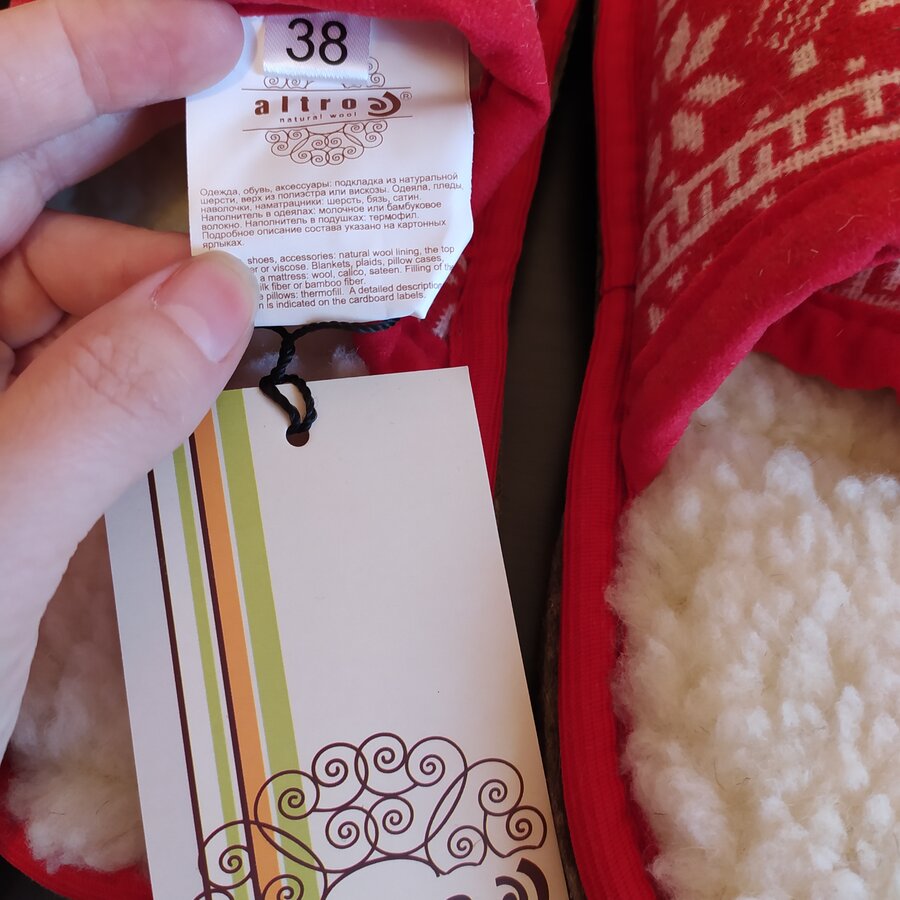 38
altro ®
natural wool
Одежда, обувь, аксессуары: подкладка из натуральной
шерсти, верх из полиэстра или вискозы. Одеяла, пледы,
наволочки, наматрацники: шерсть, бязь, сатин.
Наполнитель в одеялах: молочное или бамбуковое
волокно. Наполнитель в подушках: термофил.
Подробное описание состава указано на картонных
ярлыках.
shoes, accessories: natural wool lining, the top
or viscose. Blankets, plaids, pillow cases,
a mattress: wool, calico, sateen. Filling of the
fiber or bamboo fiber.
pillows: thermofill. A detailed description
is indicated on the cardboard labels.